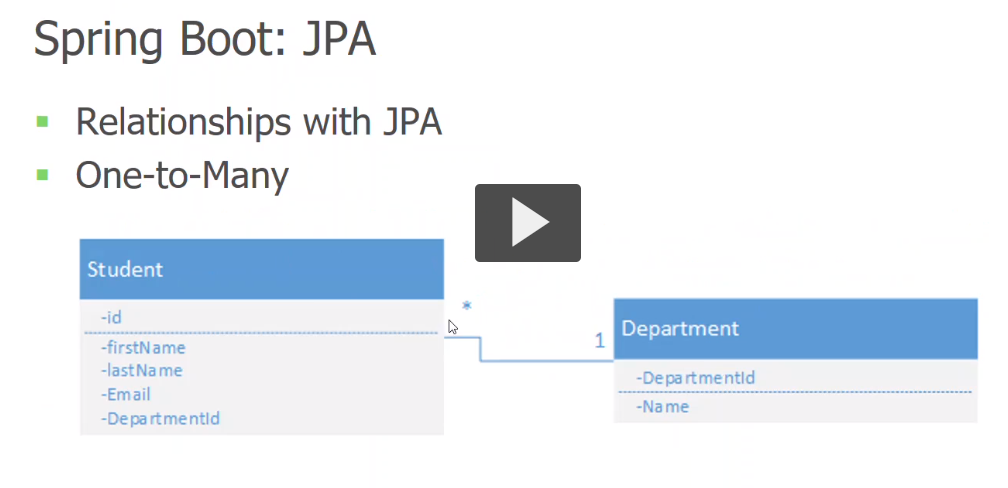 Spring Boot: JPA
Relationships with JPA
One-to-Many
Student
-id
-firstName
-lastName
-Email
-DepartmentId
*
1
Department
-DepartmentId
-Name